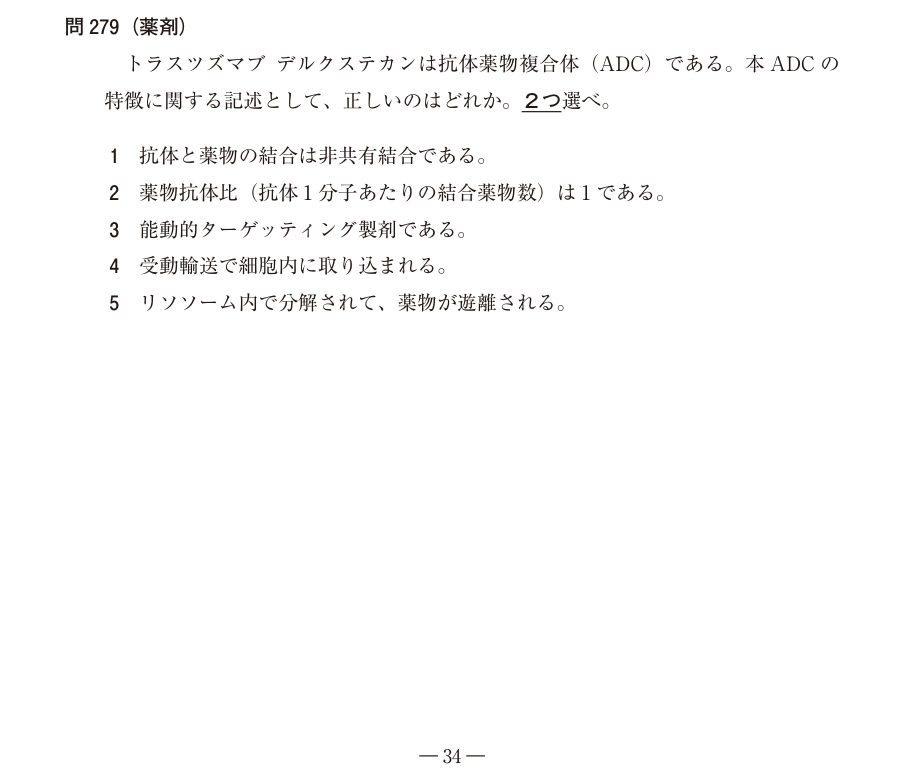 問 279（薬剤）
トラスツズマブ デルクステカンは抗体薬物複合体（ADC）である。本 ADC の
特徴に関する記述として、正しいのはどれか。２つ選べ。
1 抗体と薬物の結合は非共有結合である。
2 薬物抗体比（抗体１分子あたりの結合薬物数）は１である。
3 能動的ターゲッティング製剤である。
4 受動輸送で細胞内に取り込まれる。
5 リソソーム内で分解されて、薬物が遊離される。
― 34 ―